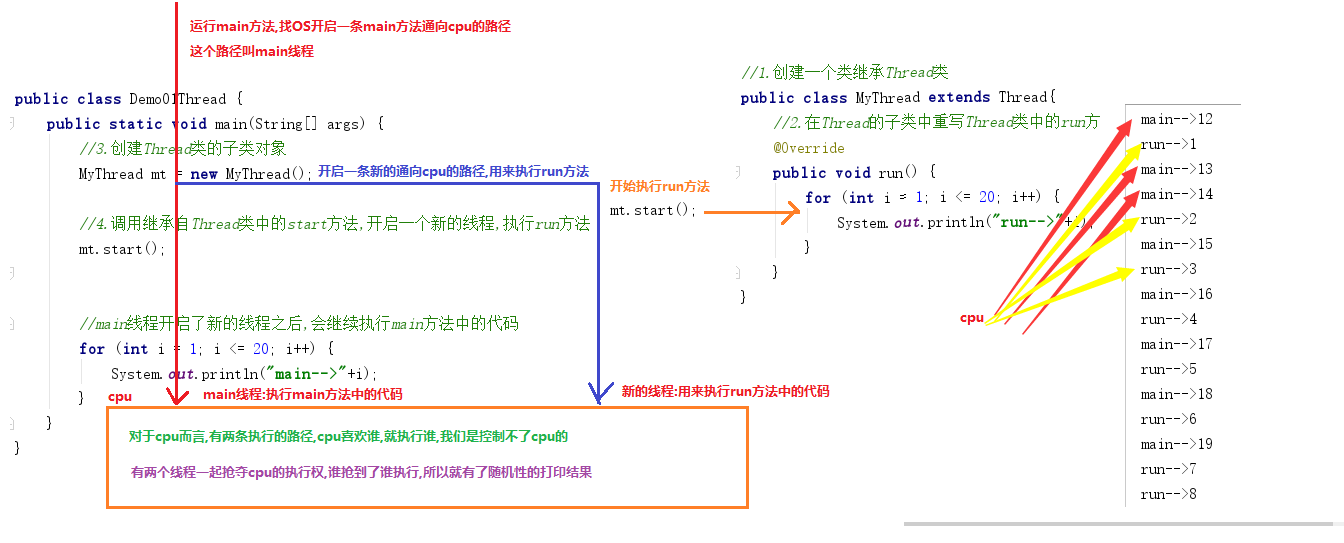 运行main方法,找OS开启一条main方法通向cpu的路径
这个路径叫main线程
public class Demo01Thread {
public static void main(String[] args) {
//3.创建Thread类的子类对象
MyThread mt = new MyThread();
开启一条新的通向cpu的路径,用来执行run方法
//4.调用继承自Thread类中的start方法,开启一个新的线程,执行run方法
mt.start();
//main线程开启了新的线程之后,会继续执行main方法中的代码
for (int i = 1; i <= 20; i++) {
System.out.println("main-->"+i);
}
}
}
cpu
main线程:执行main方法中的代码
新的线程:用来执行run方法中的代码
对于cpu而言,有两条执行的路径,cpu喜欢谁,就执行谁,我们是控制不了cpu的
有两个线程一起抢夺cpu的执行权,谁抢到了谁执行,所以就有了随机性的打印结果
开始执行run方法
mt.start();
//1.创建一个类继承Thread类
public class MyThread extends Thread{
//2.在Thread的子类中重写Thread类中的run方
@Override
public void run() {
for (int i = 1; i <= 20; i++) {
System.out.println("run-->"+i);
}
}
}
cpu
main-->12
run-->1
main-->13
main-->14
run-->2
main-->15
run-->3
main-->16
run-->4
main-->17
run-->5
main-->18
run-->6
main-->19
run-->7
run-->8